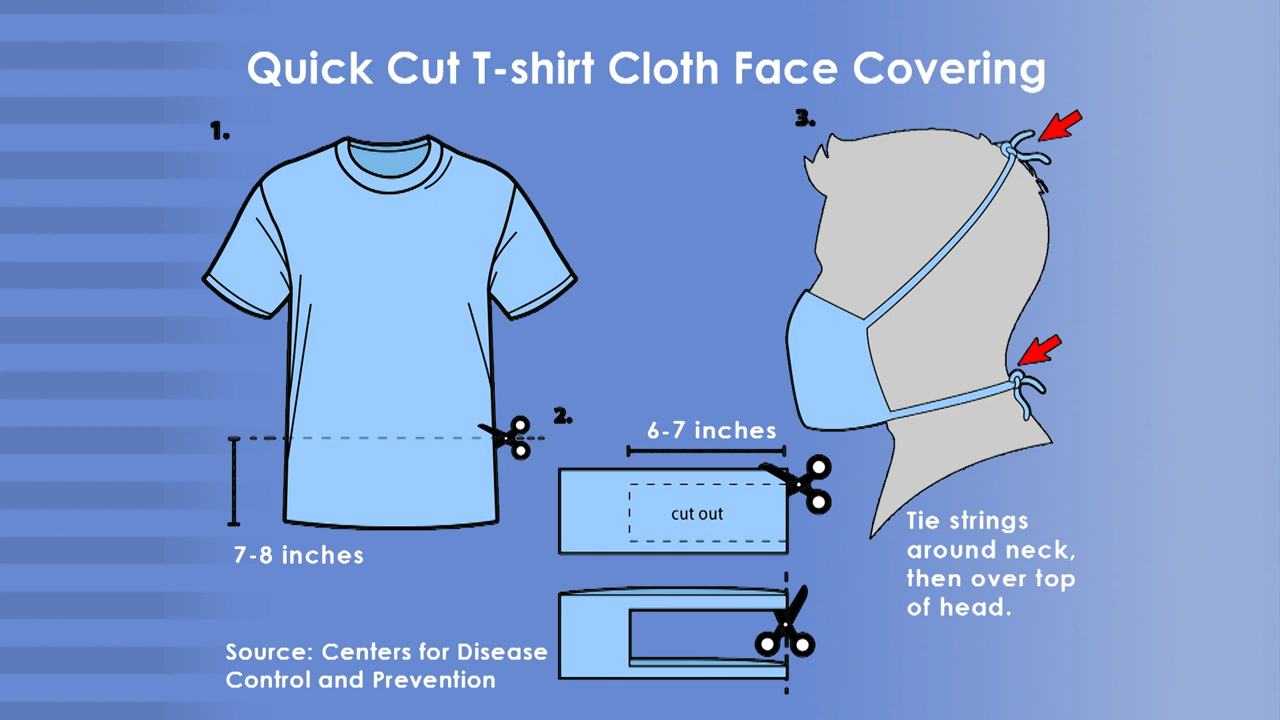 Quick Cut T-shirt Cloth Face Covering
1.
7-8 inches
2.
6-7 inches
cut out
3.
Tie strings
around neck,
then over top
of head.
Source: Centers for Disease
Control and Prevention